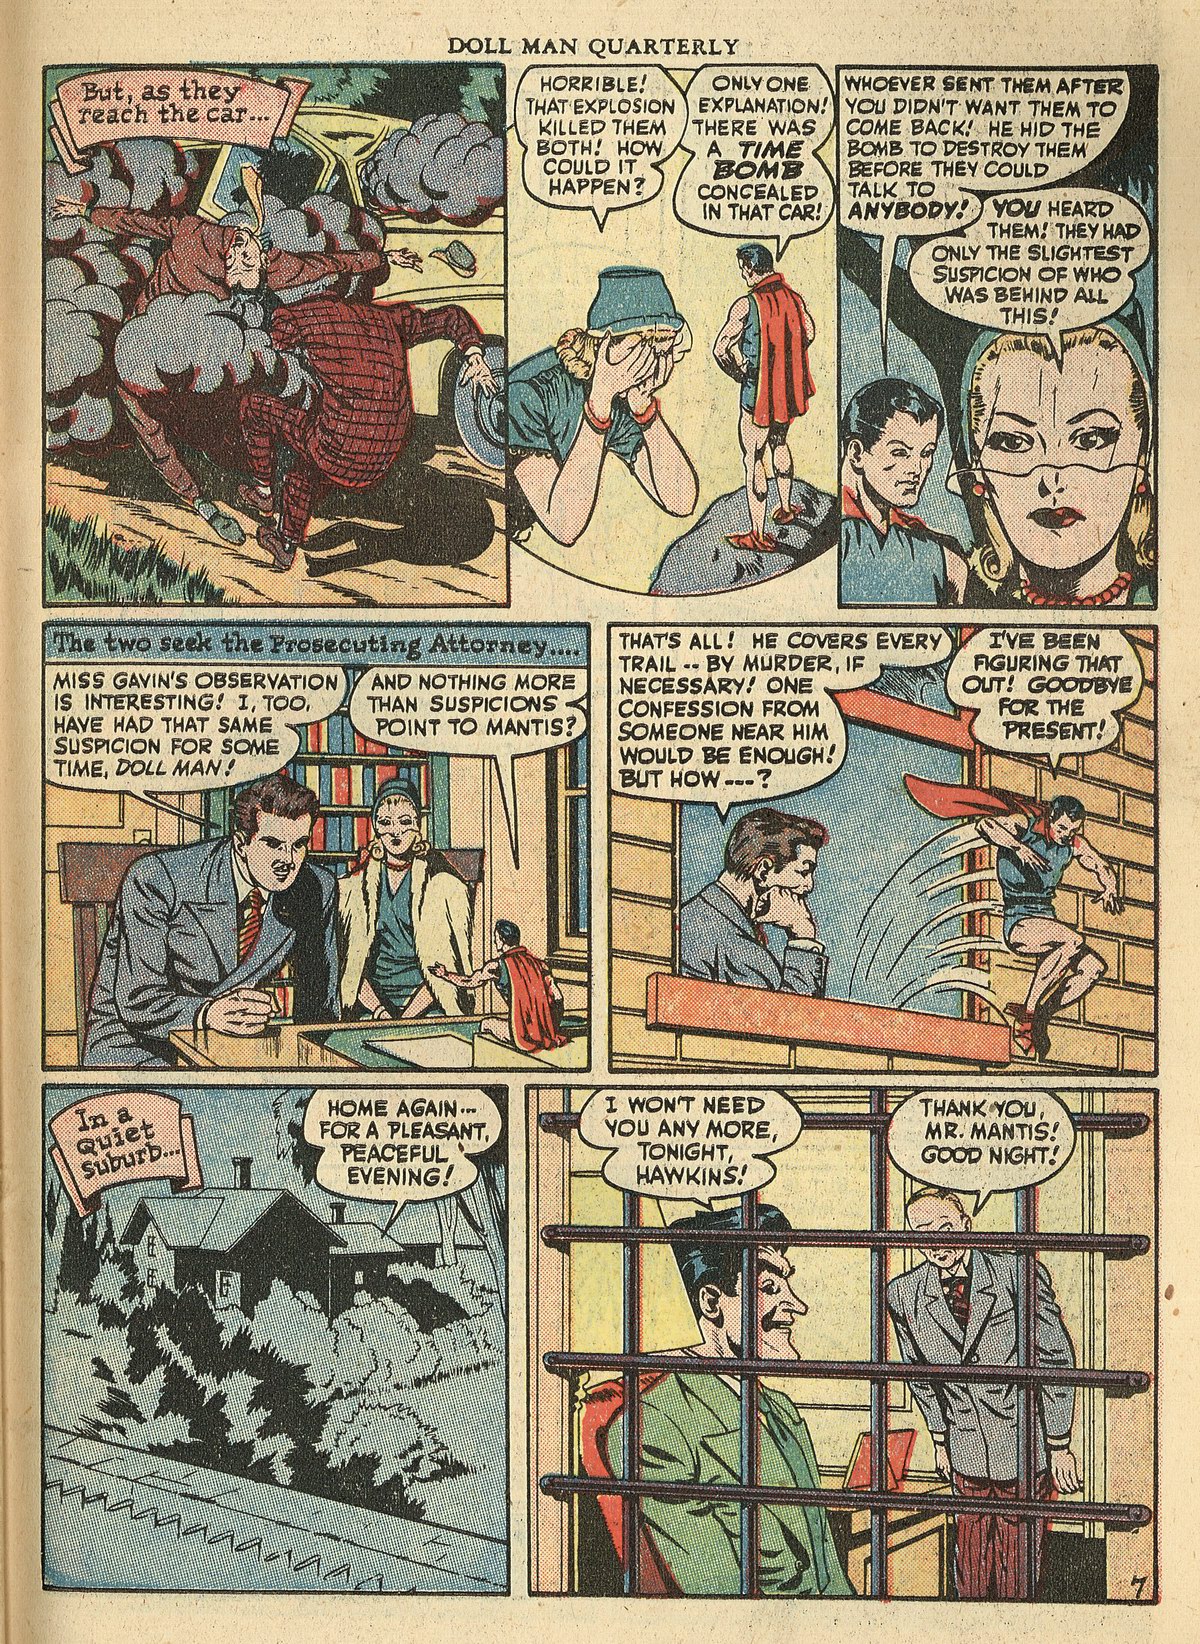 DOLL MAN QUARTERLY
But, as they
reach the car...
HORRIBLE!
THAT EXPLOSION
KILLED THEM
BOTH! HOW
COULD IT
HAPPEN?
ONLY ONE
EXPLANATION!
THERE WAS
A TIME
BOMB
CONCEALED
IN THAT CAR!
WHOEVER SENT THEM AFTER
YOU DIDN'T WANT THEM TO
COME BACK! HE HID THE
BOMB TO DESTROY THEM
BEFORE THEY COULD
TALK TO
ANYBODY!
YOU HEARD
THEM! THEY HAD
ONLY THE SLIGHTEST
SUSPICION OF WHO
WAS BEHIND ALL
THIS!
The two seek the Prosecuting Attorney....
MISS GAVIN'S OBSERVATION
IS INTERESTING! I, TOO,
HAVE HAD THAT SAME
SUSPICION FOR SOME
TIME, DOLL MAN!
AND NOTHING MORE
THAN SUSPICIONS
POINT TO MANTIS?
THAT'S ALL! HE COVERS EVERY
TRAIL -- BY MURDER, IF
NECESSARY! ONE
CONFESSION FROM
SOMEONE NEAR HIM
WOULD BE ENOUGH!
BUT HOW ---?
I'VE BEEN
FIGURING THAT
OUT! GOODBYE
FOR THE
PRESENT!
In a
Quiet
suburb...
HOME AGAIN...
FOR A PLEASANT,
PEACEFUL
EVENING!
I WON'T NEED
YOU ANY MORE,
TONIGHT,
HAWKINS!
THANK YOU,
MR. MANTIS!
GOOD NIGHT!
7